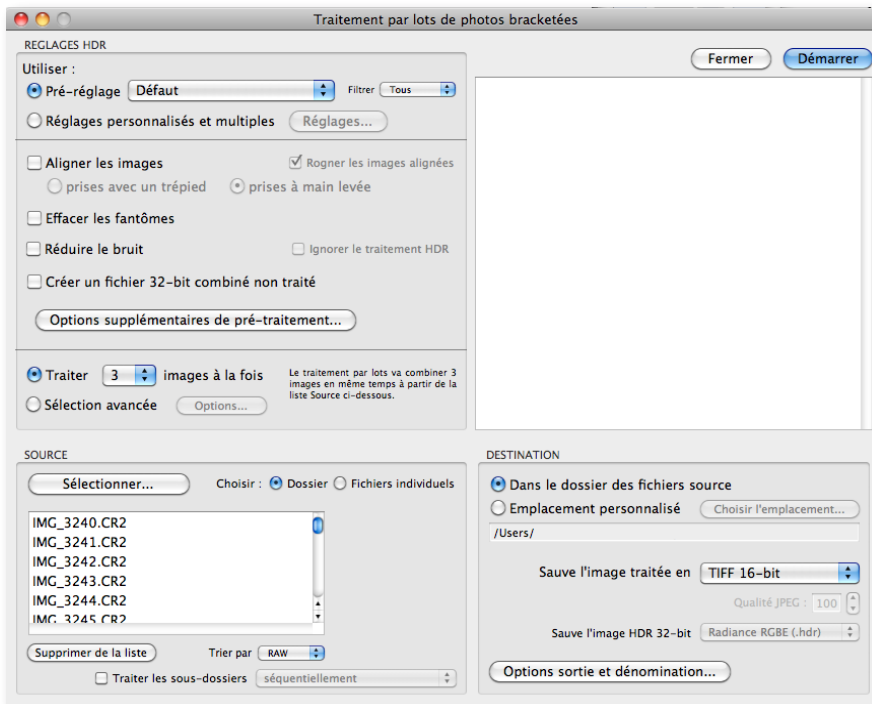 Traitement par lots de photos bracketées
REGLAGES HDR
Utiliser :
Pré-réglage Défaut Filtrer Tous
Réglages personnalisés et multiples Réglages...
Aligner les images Rogner les images alignées
prises avec un trépied prises à main levée
Effacer les fantômes
Réduire le bruit Ignorer le traitement HDR
Créer un fichier 32-bit combiné non traité
Options supplémentaires de pré-traitement...
Traiter 3 images à la fois
Le traitement par lots va combiner 3
images en même temps à partir de la
liste Source ci-dessous.
Sélection avancée Options...
Fermer Démarrer
SOURCE
Sélectionner... Choisir : Dossier Fichiers individuels
IMG_3240.CR2
IMG_3241.CR2
IMG_3242.CR2
IMG_3243.CR2
IMG_3244.CR2
IMG_3245.CR2
Supprimer de la liste Trier par RAW
Traiter les sous-dossiers séquentiellement
DESTINATION
Dans le dossier des fichiers source
Emplacement personnalisé Choisir l'emplacement...
/Users/
Sauve l'image traitée en TIFF 16-bit
Qualité JPEG : 100
Sauve l'image HDR 32-bit Radiance RGBE (.hdr)
Options sortie et dénomination...